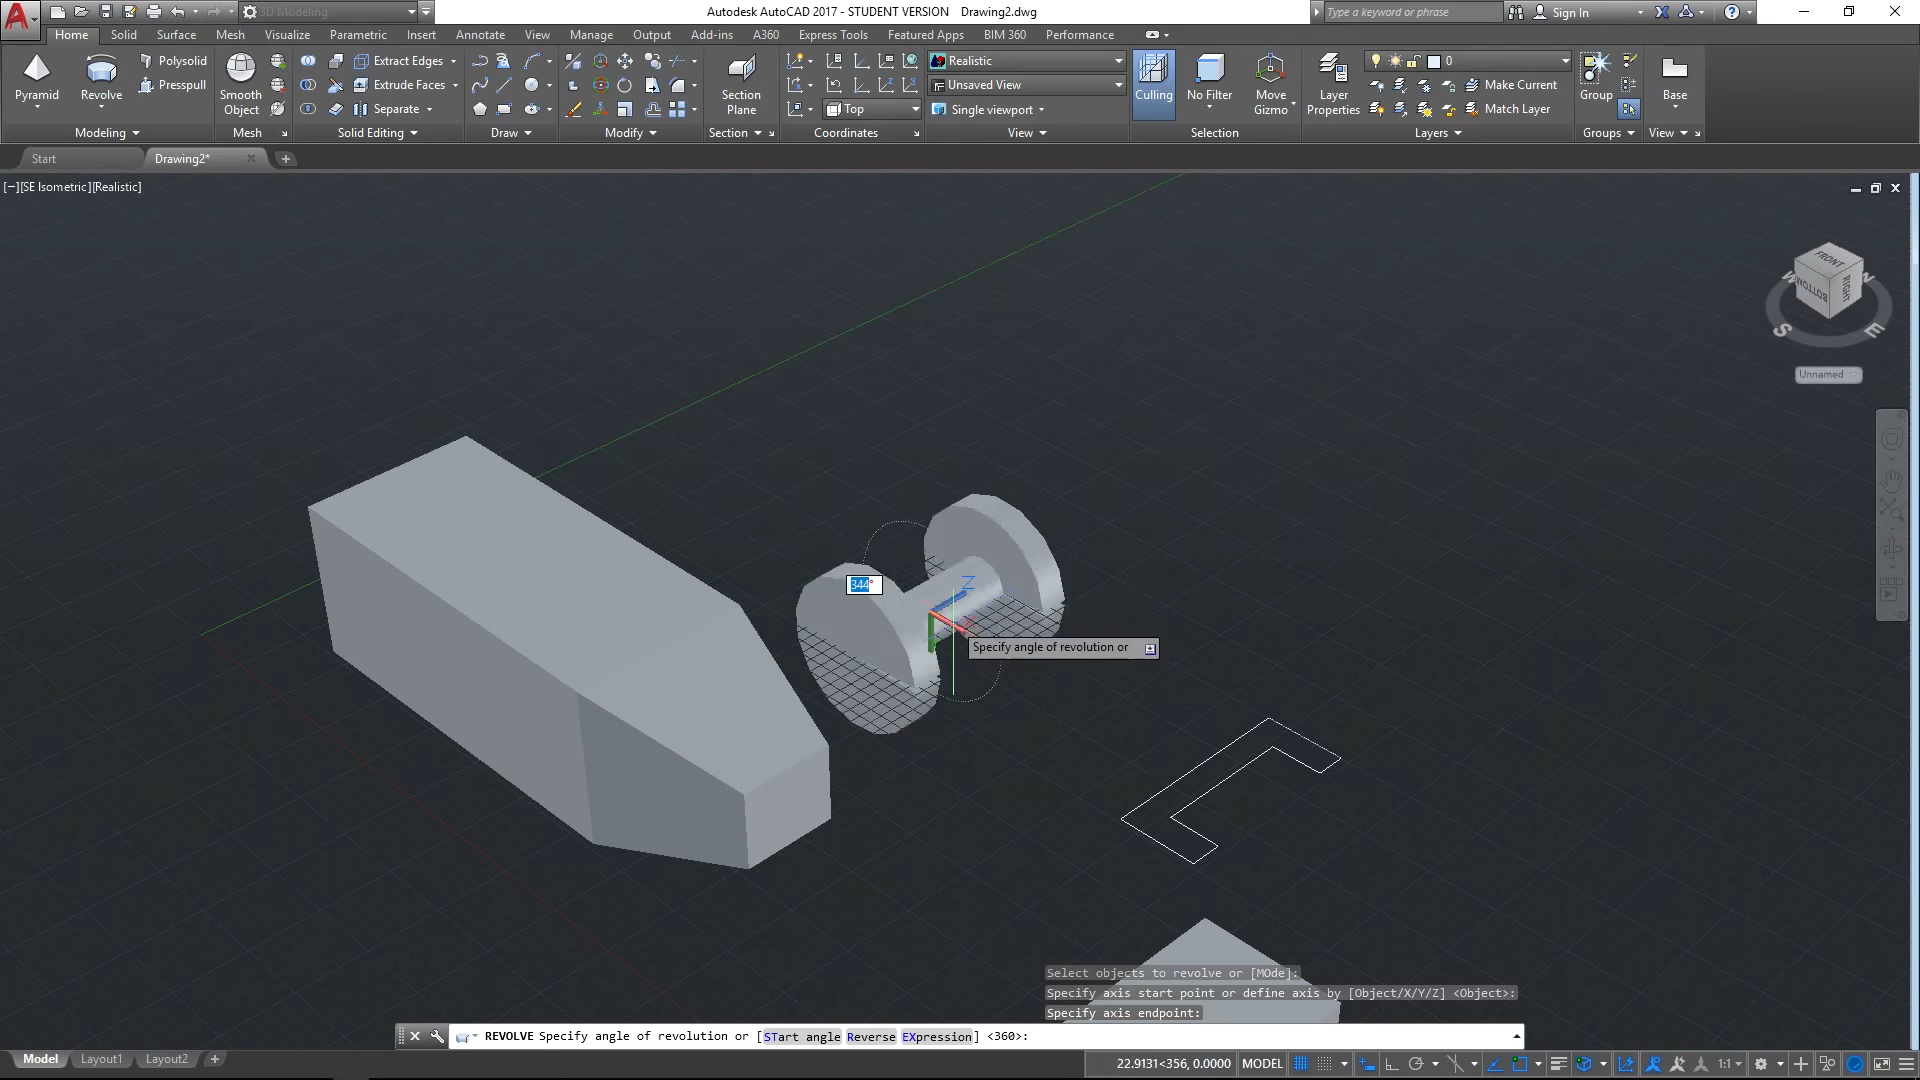 3D Modeling
Autodesk AutoCAD 2017 - STUDENT VERSION Drawing2.dwg
Type a keyword or phrase
Sign In
Home Solid Surface Mesh Visualize Parametric Insert Annotate View Manage Output Add-ins A360 Express Tools Featured Apps BIM 360 Performance
Pyramid
Revolve
Polysolid
Presspull
Smooth
Object
Extract Edges
Extrude Faces
Separate
Section
Plane
Top
Realistic
Unsaved View
Single viewport
Culling
No Filter
Move
Gizmo
Layer
Properties
0
Make Current
Match Layer
Group
Base
Modeling Mesh Solid Editing Draw Modify Section Coordinates View Selection Layers Groups View
Start Drawing2*
[−][SE Isometric][Realistic]
FRONT
BOTTOM
RIGHT
W
N
S
E
Unnamed
344°
Z
Specify angle of revolution or
Select objects to revolve or [MOde]:
Specify axis start point or define axis by [Object/X/Y/Z] <Object>:
Specify axis endpoint:
REVOLVE Specify angle of revolution or [STart angle Reverse EXpression] <360>:
Model Layout1 Layout2
22.9131<356, 0.0000 MODEL 1:1